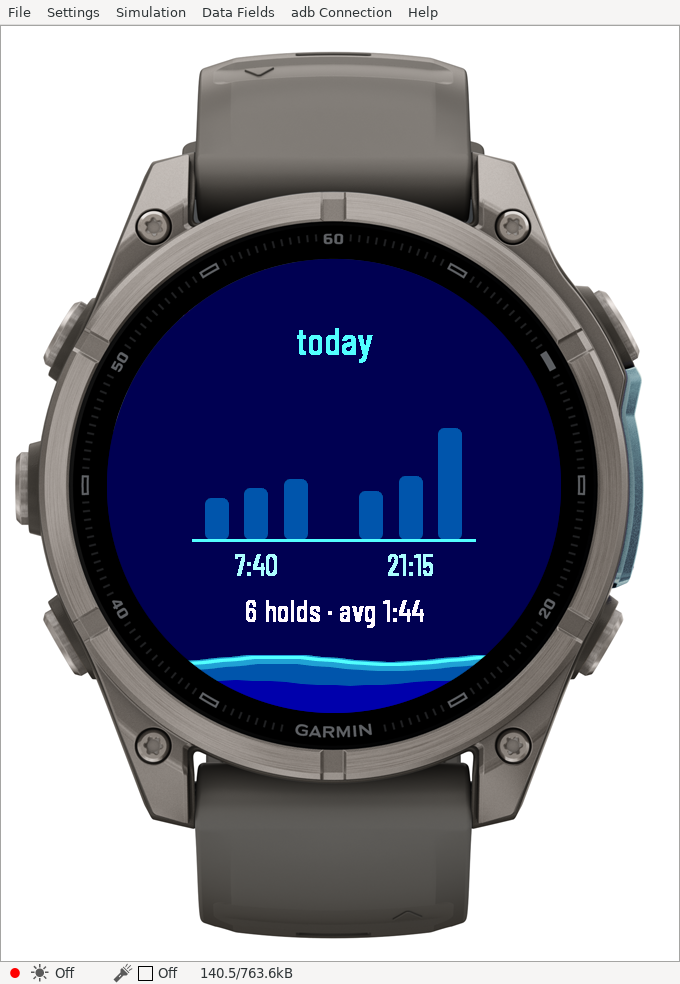 File Settings Simulation Data Fields adb Connection Help
60
50
today
7:40 21:15
6 holds · avg 1:44
40 20
GARMIN
Off Off 140.5/763.6kB